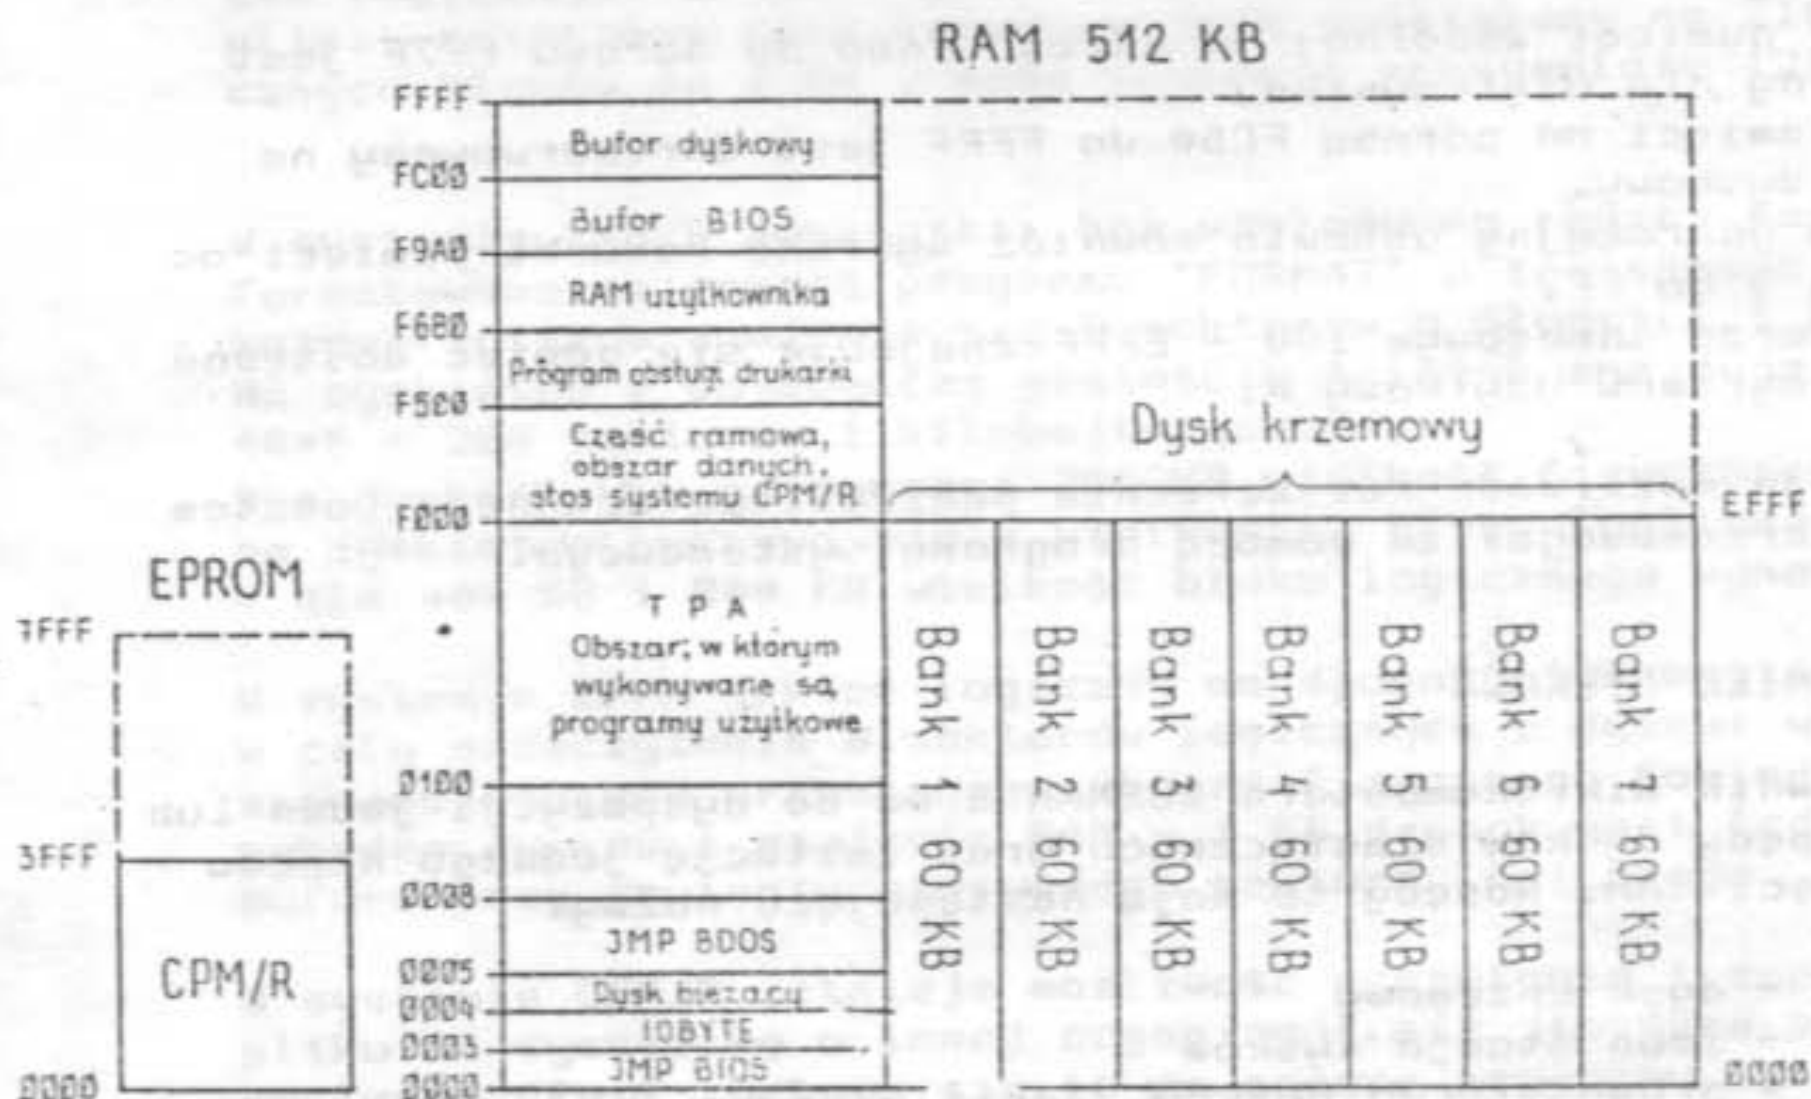 RAM 512 KB
FFFF
Bufor dyskowy
FC00
Bufor BIOS
F9A0
RAM uzytkownika
F680
Program obsługi drukarki
F500
Część ramowa,
obszar danych,
stos systemu CPM/R
F000
Dysk krzemowy
EFFF
EPROM
7FFF
3FFF
CPM/R
0000
T P A
Obszar, w którym
wykonywane są
programy użytkowe
0100
0008
JMP BDOS
0005
Dysk bieżący
0004
IOBYTE
0003
JMP BIOS
0000
Bank 1 60 KB
Bank 2 60 KB
Bank 3 60 KB
Bank 4 60 KB
Bank 5 60 KB
Bank 6 60 KB
Bank 7 60 KB
0000